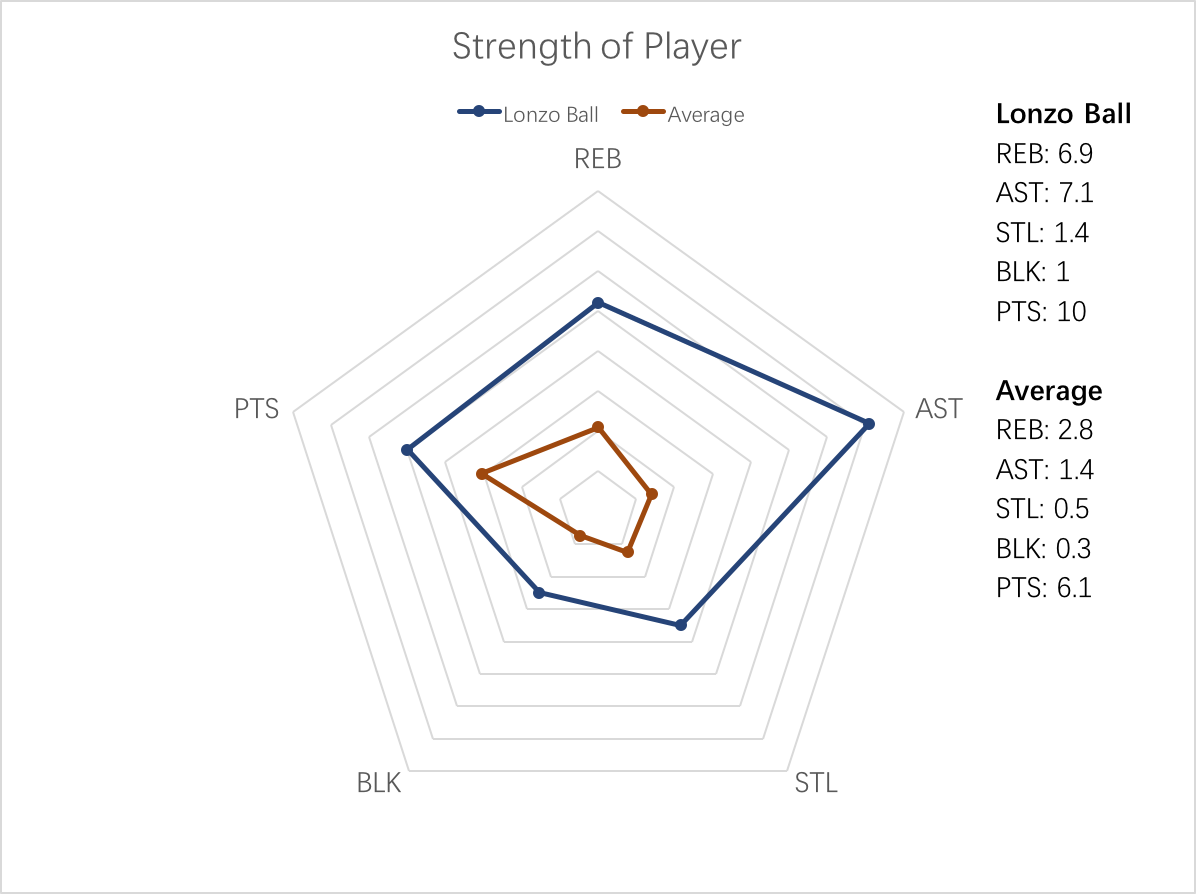 Strength of Player
Lonzo Ball
Average
REB
AST
STL
BLK
PTS
Lonzo Ball
REB: 6.9
AST: 7.1
STL: 1.4
BLK: 1
PTS: 10
Average
REB: 2.8
AST: 1.4
STL: 0.5
BLK: 0.3
PTS: 6.1